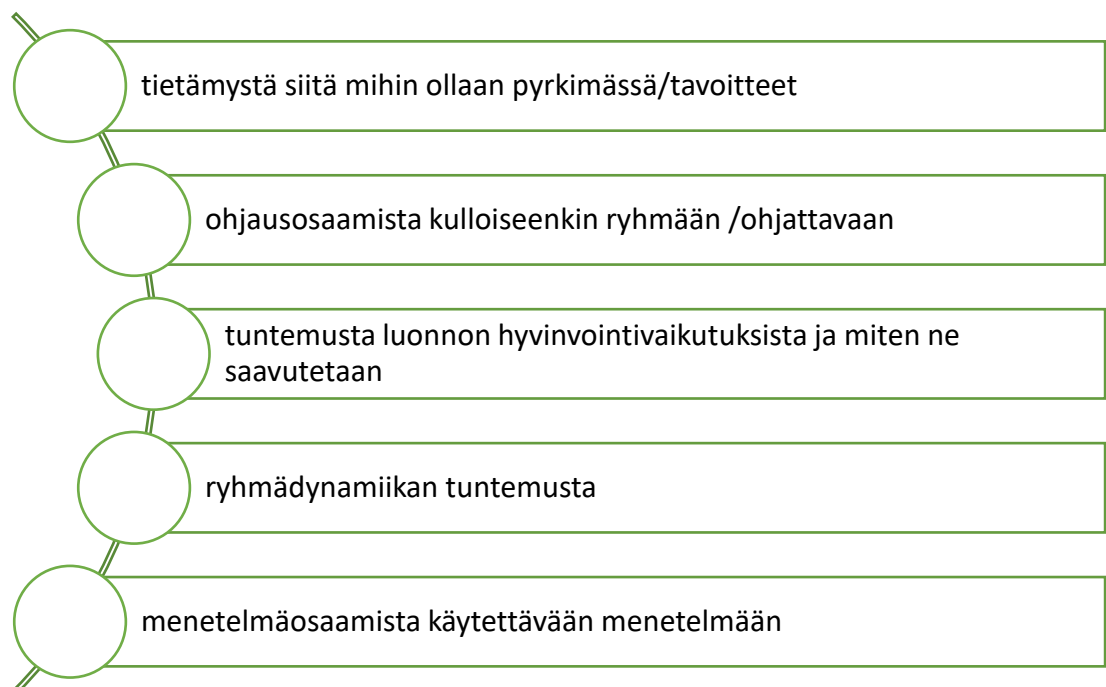 tietämystä siitä mihin ollaan pyrkimässä/tavoitteet
ohjausosaamista kulloiseenkin ryhmään /ohjattavaan
tuntemusta luonnon hyvinvointivaikutuksista ja miten ne
saavutetaan
ryhmädynamiikan tuntemusta
menetelmäosaamista käytettävään menetelmään